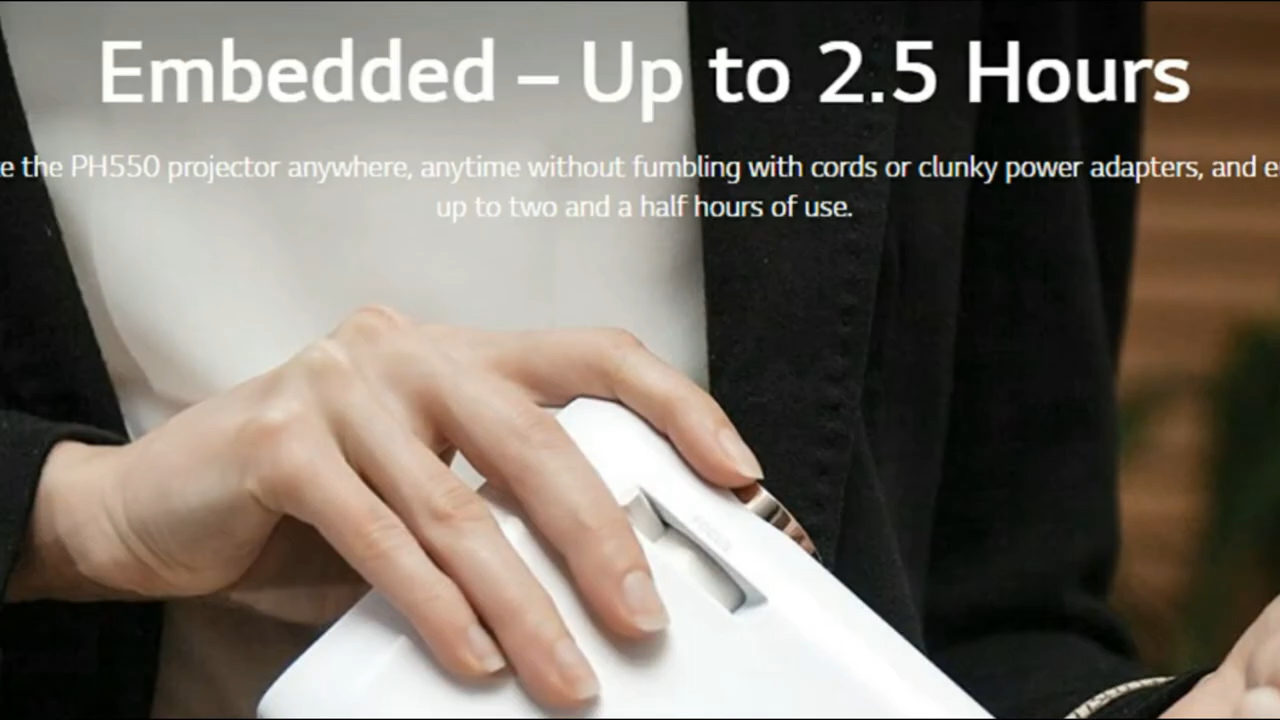 Embedded – Up to 2.5 Hours
e the PH550 projector anywhere, anytime without fumbling with cords or clunky power adapters, and e
up to two and a half hours of use.